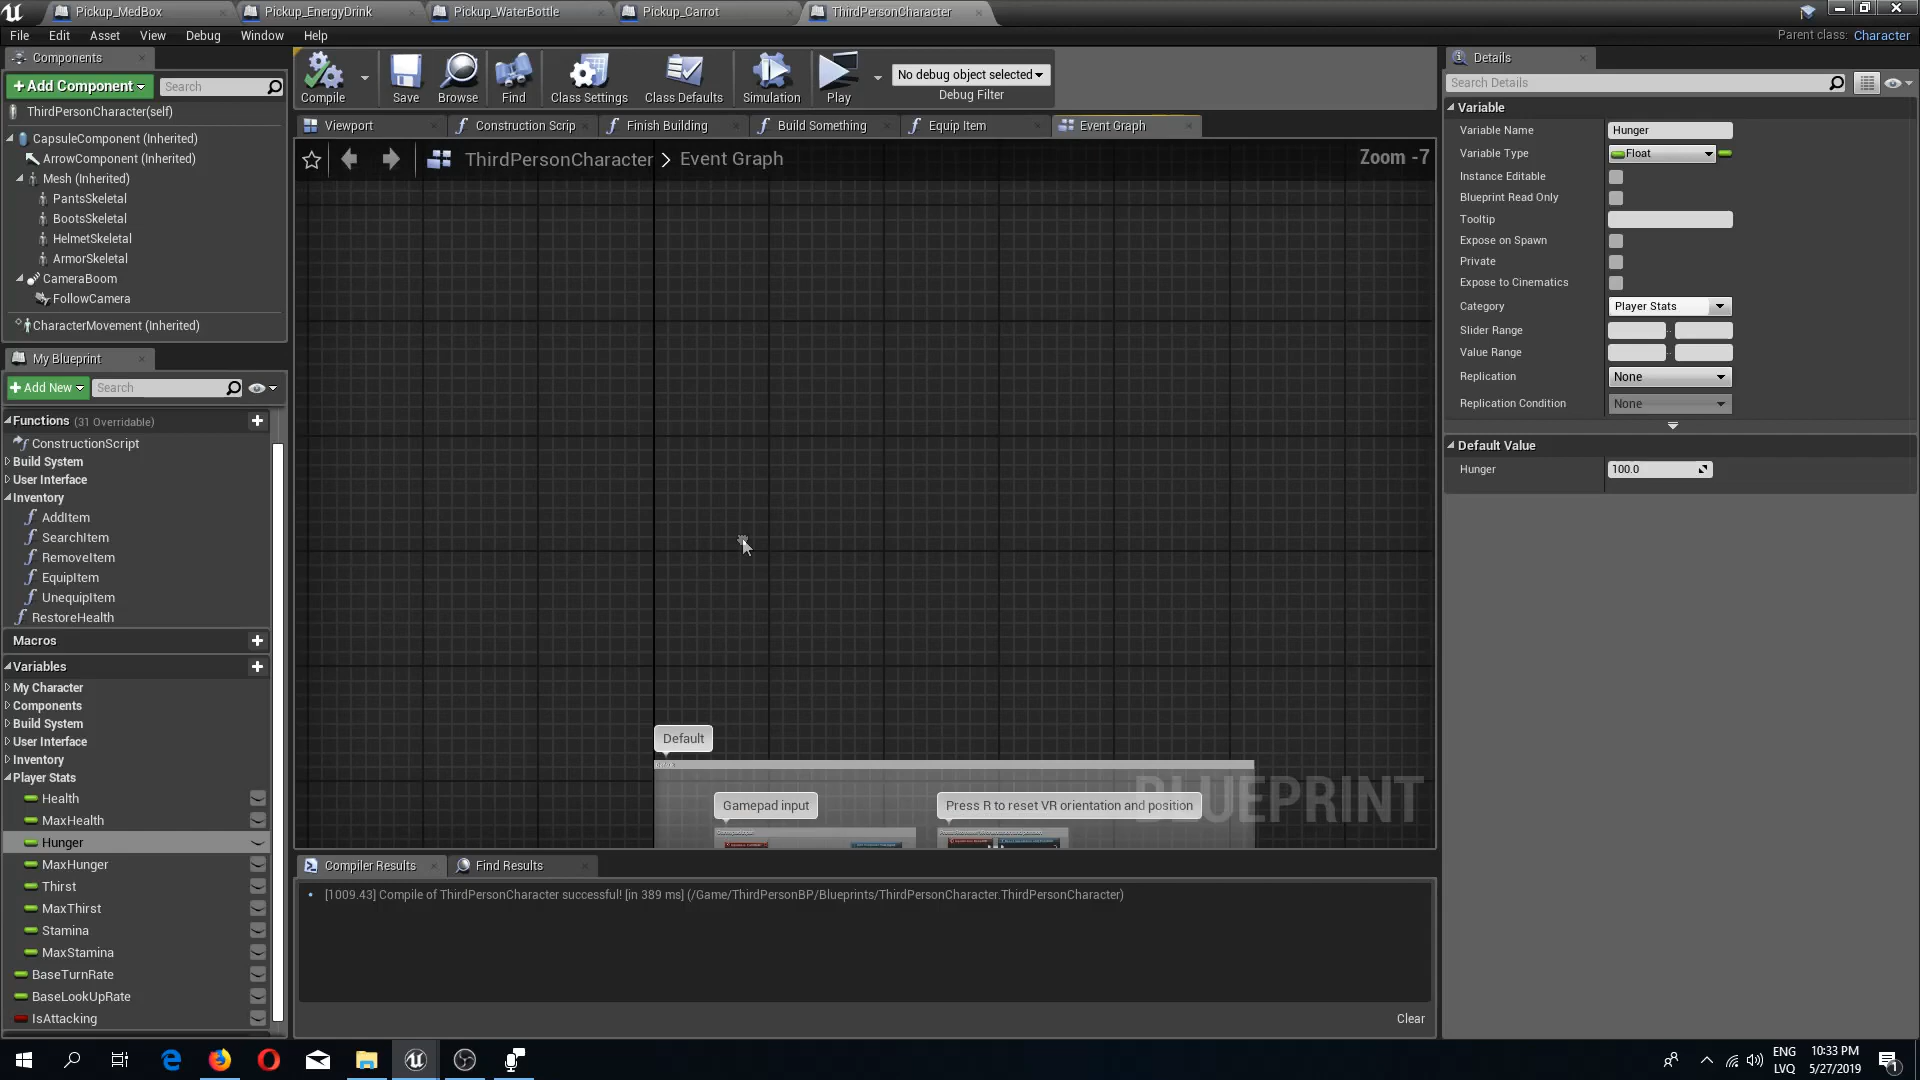 Pickup_MedBox
Pickup_EnergyDrink
Pickup_WaterBottle
Pickup_Carrot
ThirdPersonCharacter
File Edit Asset View Debug Window Help
Parent class: Character
Components
+Add Component
Search
ThirdPersonCharacter(self)
CapsuleComponent (Inherited)
ArrowComponent (Inherited)
Mesh (Inherited)
PantsSkeletal
BootsSkeletal
HelmetSkeletal
ArmorSkeletal
CameraBoom
FollowCamera
CharacterMovement (Inherited)
My Blueprint
+Add New
Search
Functions (31 Overridable)
ConstructionScript
Build System
User Interface
Inventory
AddItem
SearchItem
RemoveItem
EquipItem
UnequipItem
RestoreHealth
Macros
Variables
My Character
Components
Build System
User Interface
Inventory
Player Stats
Health
MaxHealth
Hunger
MaxHunger
Thirst
MaxThirst
Stamina
MaxStamina
BaseTurnRate
BaseLookUpRate
IsAttacking
Compile
Save
Browse
Find
Class Settings
Class Defaults
Simulation
Play
No debug object selected
Debug Filter
Viewport
Construction Scrip
Finish Building
Build Something
Equip Item
Event Graph
ThirdPersonCharacter > Event Graph
Zoom -7
Default
Gamepad input
Press R to reset VR orientation and position
BLUEPRINT
Compiler Results
Find Results
[1009.43] Compile of ThirdPersonCharacter successful! [in 389 ms] (/Game/ThirdPersonBP/Blueprints/ThirdPersonCharacter.ThirdPersonCharacter)
Clear
Details
Search Details
Variable
Variable Name Hunger
Variable Type Float
Instance Editable
Blueprint Read Only
Tooltip
Expose on Spawn
Private
Expose to Cinematics
Category Player Stats
Slider Range
Value Range
Replication None
Replication Condition None
Default Value
Hunger 100.0
ENG
LVQ
10:33 PM
5/27/2019
1